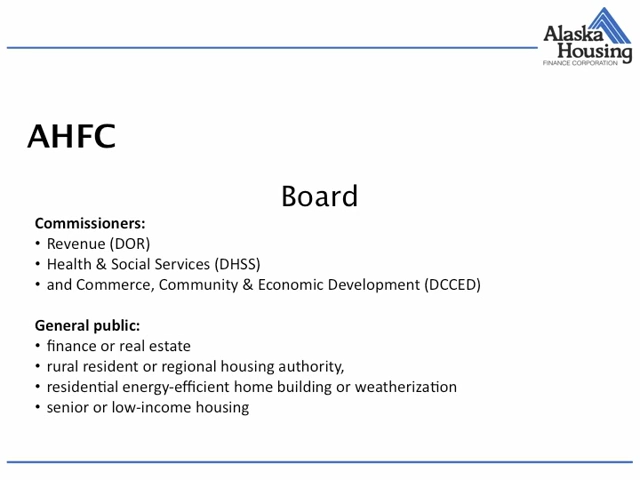 Alaska
Housing
FINANCE CORPORATION
AHFC
Board
Commissioners:
• Revenue (DOR)
• Health & Social Services (DHSS)
• and Commerce, Community & Economic Development (DCCED)
General public:
• finance or real estate
• rural resident or regional housing authority,
• residential energy-efficient home building or weatherization
• senior or low-income housing